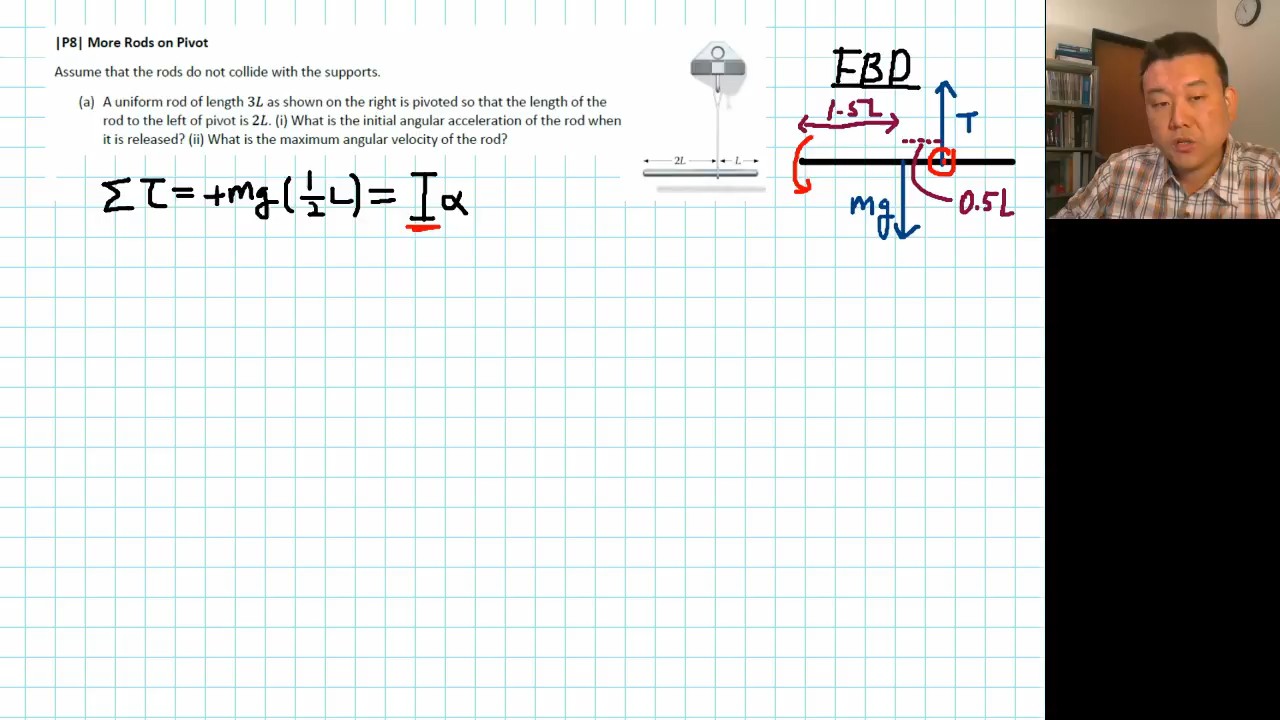 |P8| More Rods on Pivot
Assume that the rods do not collide with the supports.
(a) A uniform rod of length 3L as shown on the right is pivoted so that the length of the
rod to the left of pivot is 2L. (i) What is the initial angular acceleration of the rod when
it is released? (ii) What is the maximum angular velocity of the rod?
2L
L
Στ = +mg(1/2 L) = Iα
FBD
1.5L
T
mg
0.5L